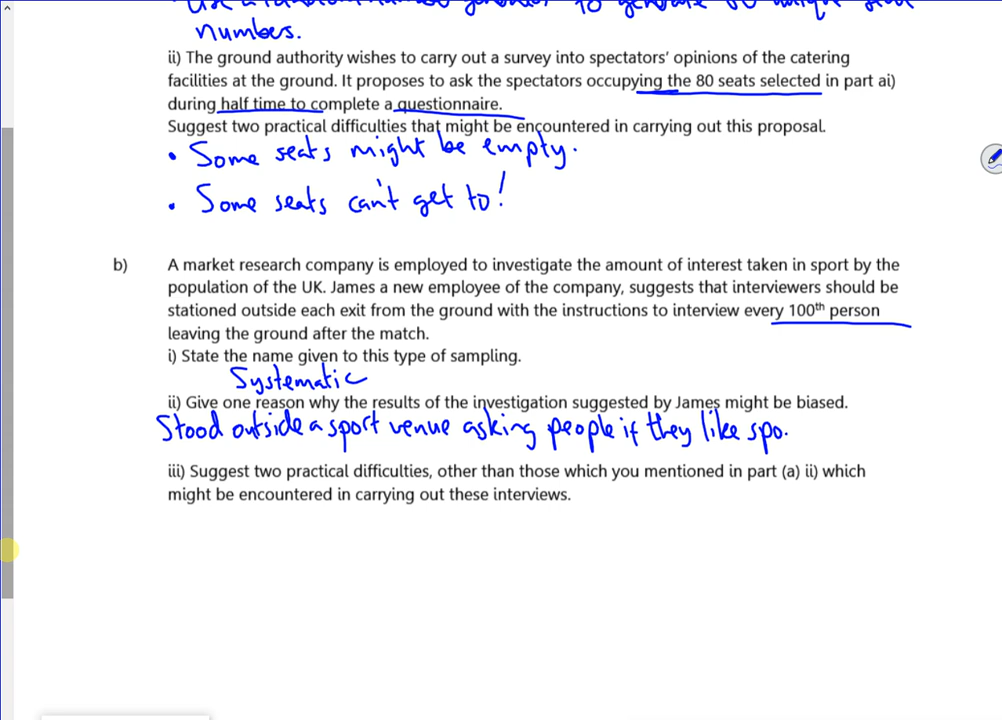 numbers.
ii) The ground authority wishes to carry out a survey into spectators' opinions of the catering
facilities at the ground. It proposes to ask the spectators occupying the 80 seats selected in part ai)
during half time to complete a questionnaire.
Suggest two practical difficulties that might be encountered in carrying out this proposal.
• Some seats might be empty.
• Some seats can't get to!
b) A market research company is employed to investigate the amount of interest taken in sport by the
population of the UK. James a new employee of the company, suggests that interviewers should be
stationed outside each exit from the ground with the instructions to interview every 100th person
leaving the ground after the match.
i) State the name given to this type of sampling.
Systematic
ii) Give one reason why the results of the investigation suggested by James might be biased.
Stood outside a sport venue asking people if they like spo.
iii) Suggest two practical difficulties, other than those which you mentioned in part (a) ii) which
might be encountered in carrying out these interviews.